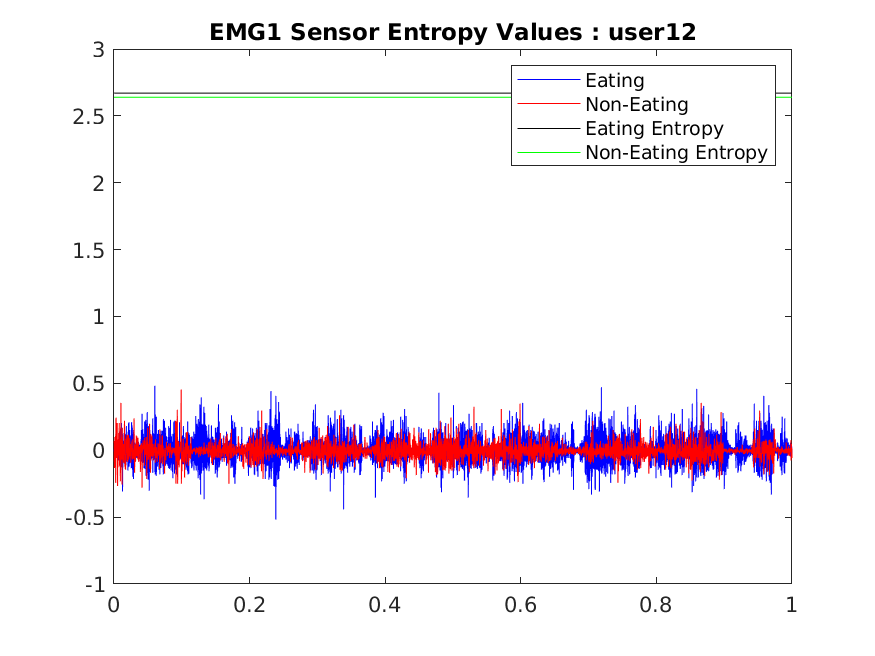 EMG1 Sensor Entropy Values : user12
3
Eating
Non-Eating
2.5
Eating Entropy
Non-Eating Entropy
2
1.5
1
0.5
0
-0.5
-1
0 0.2 0.4 0.6 0.8 1